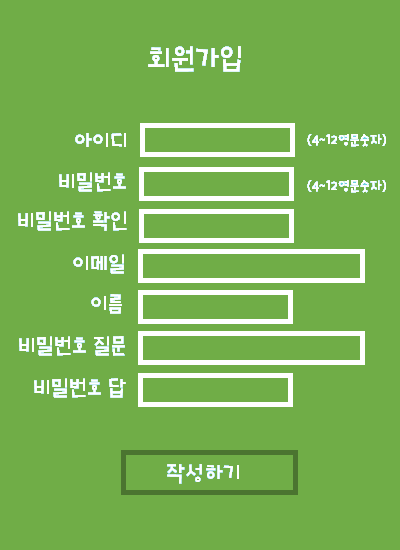 회원가입
아이디 (4~12영문숫자)
비밀번호 (4~12영문숫자)
비밀번호 확인
이메일
이름
비밀번호 질문
비밀번호 답
작성하기